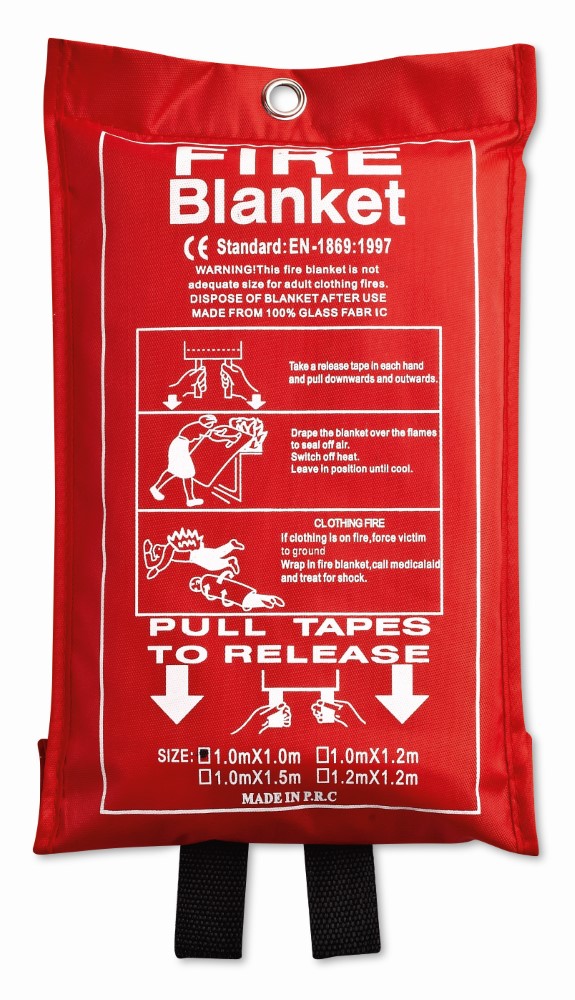 FIRE
Blanket
CE Standard:EN-1869:1997
WARNING!This fire blanket is not
adequate size for adult clothing fires.
DISPOSE OF BLANKET AFTER USE
MADE FROM 100% GLASS FABR IC
Take a release tape in each hand
and pull downwards and outwards.
Drape the blanket over the flames
to seal off air.
Switch off heat.
Leave in position until cool.
CLOTHING FIRE
If clothing is on fire,force victim
to ground
Wrap in fire blanket,call medicalaid
and treat for shock.
PULL TAPES
TO RELEASE
SIZE: 1.0mX1.0m 1.0mX1.2m
1.0mX1.5m 1.2mX1.2m
MADE IN P.R.C